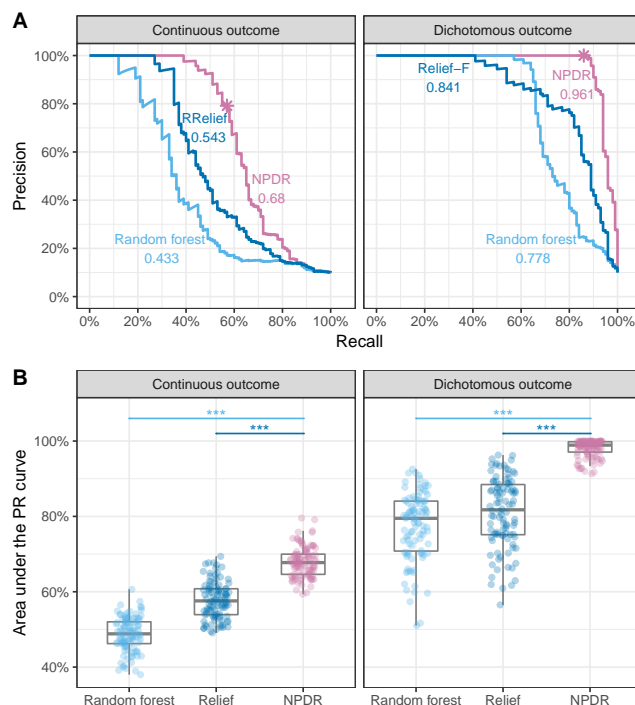 A
Continuous outcome
Dichotomous outcome
100%
80%
60%
40%
20%
0%
Precision
RRelief
0.543
NPDR
0.68
Random forest
0.433
Relief−F
0.841
NPDR
0.961
Random forest
0.778
0% 20% 40% 60% 80% 100%
0% 20% 40% 60% 80% 100%
Recall
B
Continuous outcome
Dichotomous outcome
*** ***
*** ***
100%
80%
60%
40%
Area under the PR curve
Random forest Relief NPDR
Random forest Relief NPDR